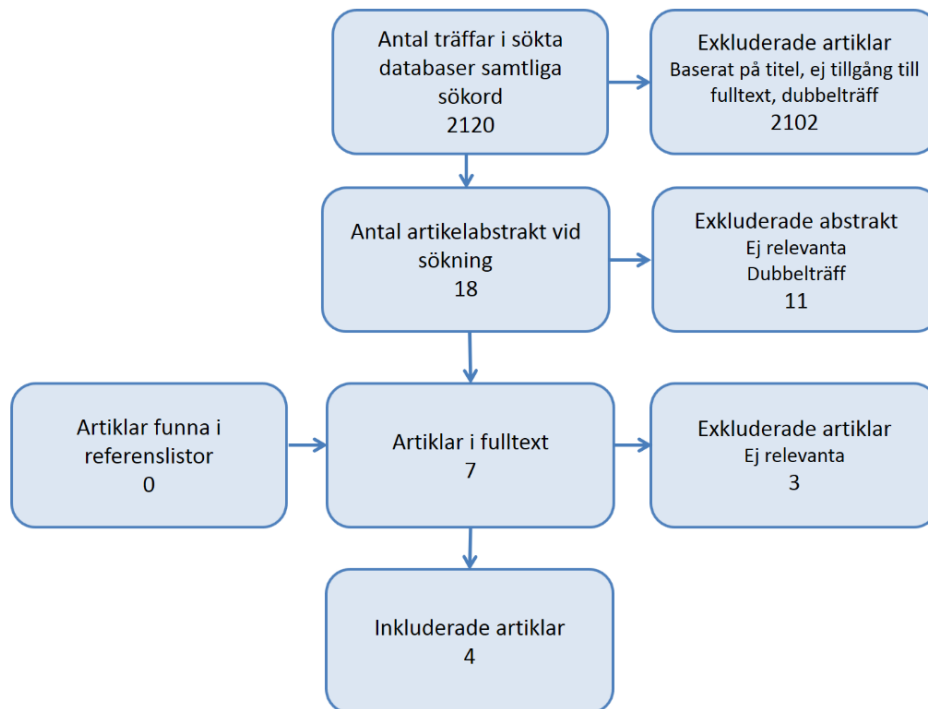 Antal träffar i sökta
databaser samtliga
sökord
2120
Exkluderade artiklar
Baserat på titel, ej tillgång till
fulltext, dubbelträff
2102
Antal artikelabstrakt vid
sökning
18
Exkluderade abstrakt
Ej relevanta
Dubbelträff
11
Artiklar funna i
referenslistor
0
Artiklar i fulltext
7
Exkluderade artiklar
Ej relevanta
3
Inkluderade artiklar
4